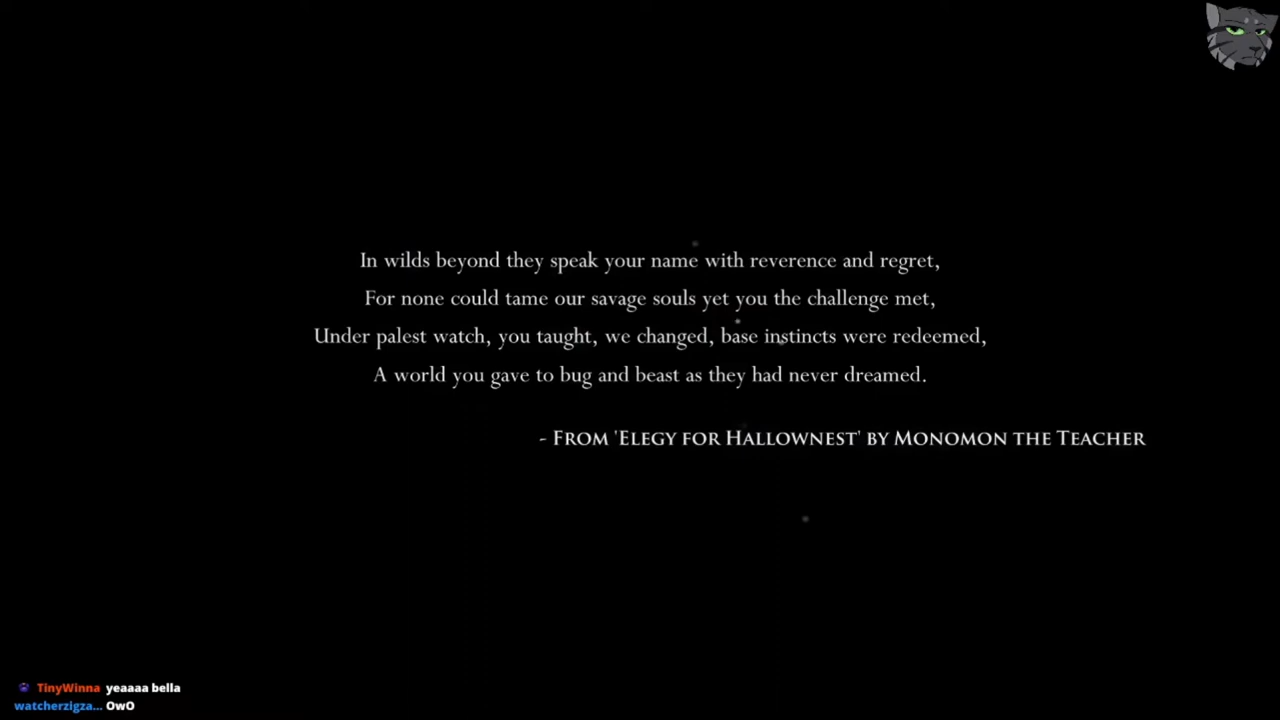 In wilds beyond they speak your name with reverence and regret,
For none could tame our savage souls yet you the challenge met,
Under palest watch, you taught, we changed, base instincts were redeemed,
A world you gave to bug and beast as they had never dreamed.
- From 'Elegy for Hallownest' by Monomon the Teacher
TinyWinna yeaaaa bella
watcherzigza... OwO